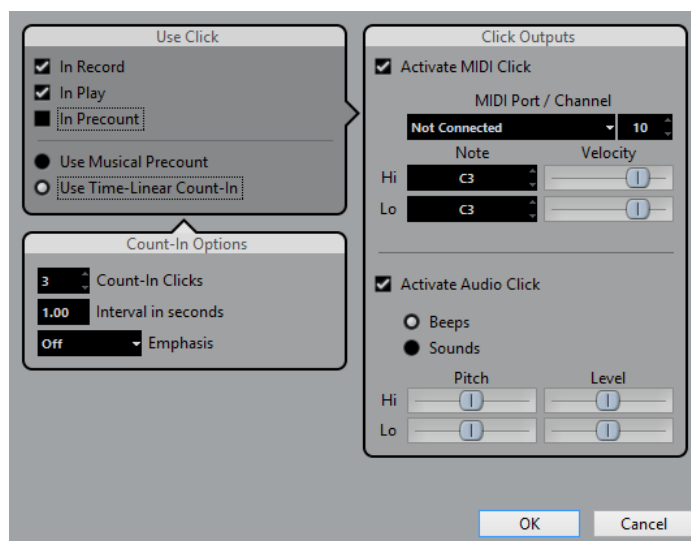 Use Click
In Record
In Play
In Precount
Use Musical Precount
Use Time-Linear Count-In
Count-In Options
3 Count-In Clicks
1.00 Interval in seconds
Off Emphasis
Click Outputs
Activate MIDI Click
MIDI Port / Channel
Not Connected 10
Note Velocity
Hi C3
Lo C3
Activate Audio Click
Beeps
Sounds
Pitch Level
Hi
Lo
OK Cancel